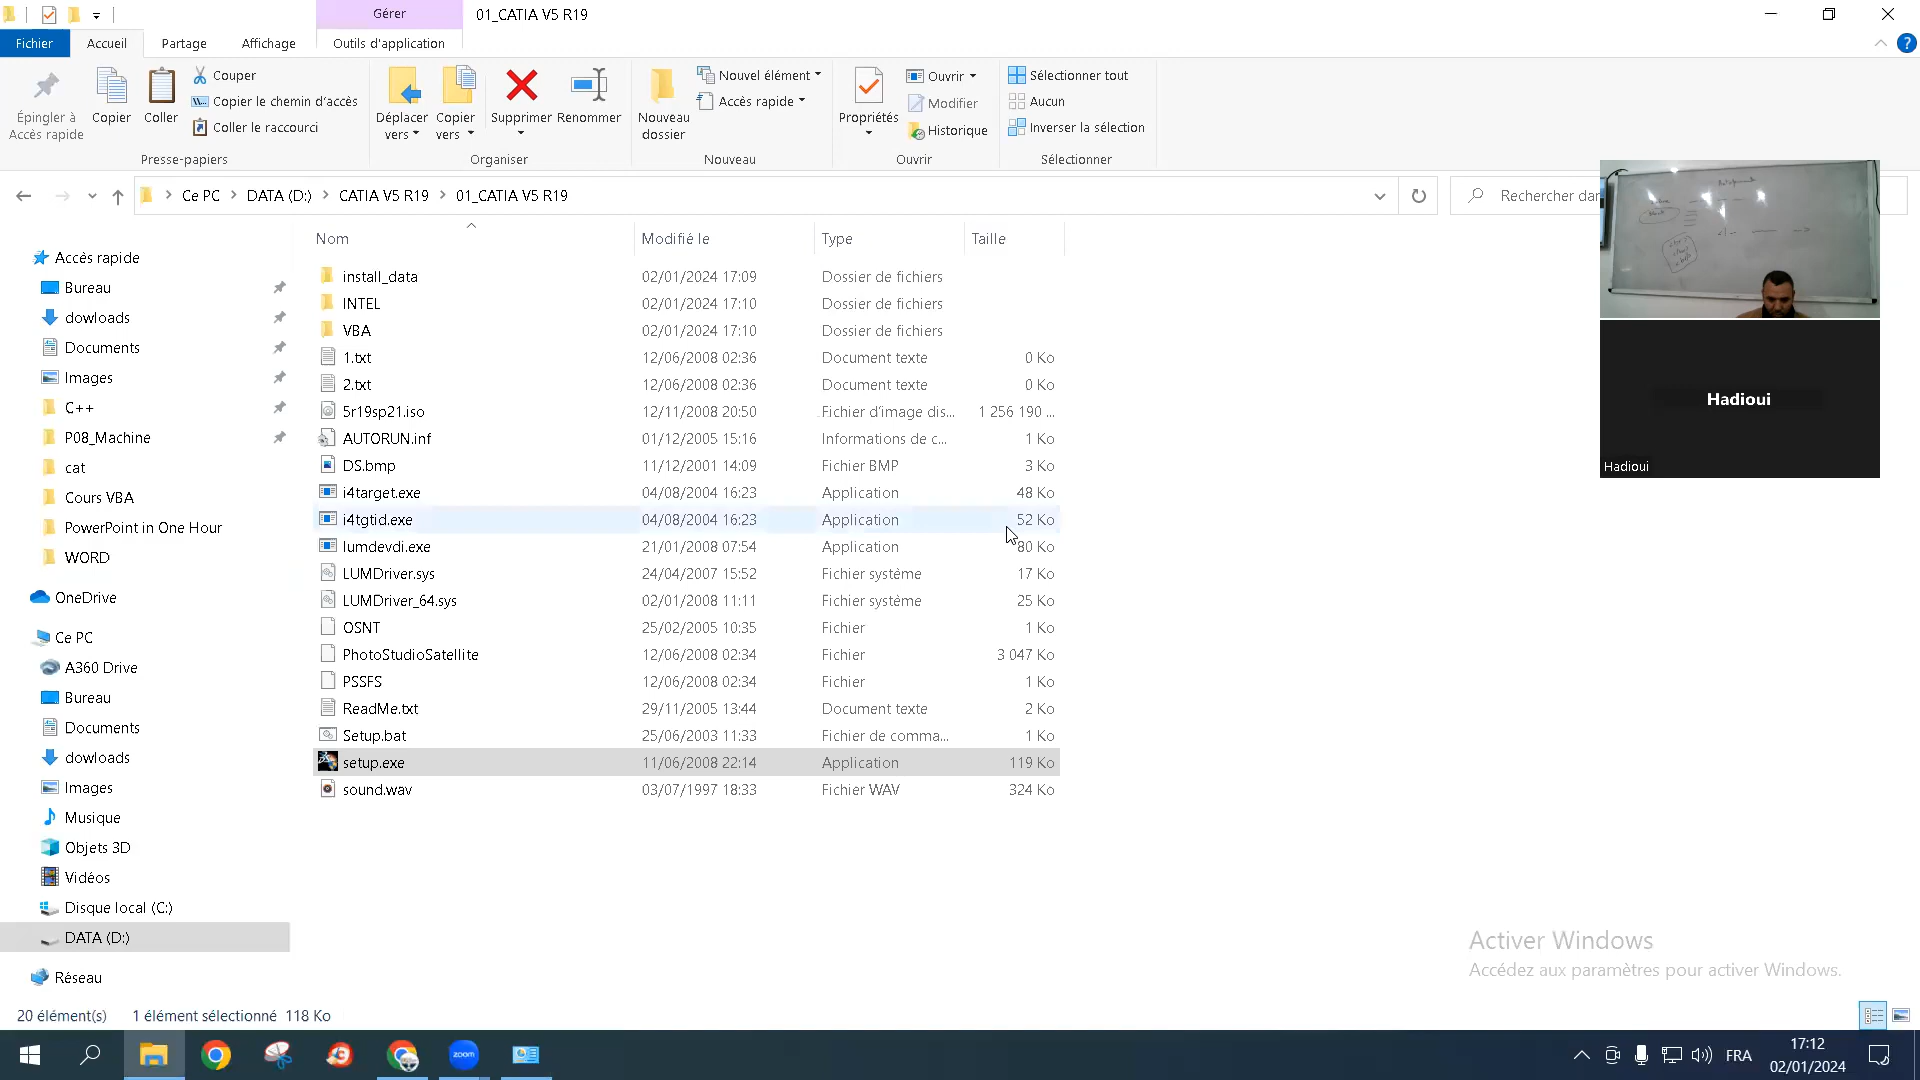 Gérer
01_CATIA V5 R19
Fichier
Accueil
Partage
Affichage
Outils d'application
Épingler à Accès rapide
Copier
Coller
Couper
Copier le chemin d'accès
Coller le raccourci
Déplacer vers
Copier vers
Supprimer
Renommer
Nouveau dossier
Nouvel élément
Accès rapide
Propriétés
Ouvrir
Modifier
Historique
Sélectionner tout
Aucun
Inverser la sélection
Presse-papiers
Organiser
Nouveau
Ouvrir
Sélectionner
Ce PC > DATA (D:) > CATIA V5 R19 > 01_CATIA V5 R19
Rechercher dan
Nom Modifié le Type Taille
install_data 02/01/2024 17:09 Dossier de fichiers
INTEL 02/01/2024 17:10 Dossier de fichiers
VBA 02/01/2024 17:10 Dossier de fichiers
1.txt 12/06/2008 02:36 Document texte 0 Ko
2.txt 12/06/2008 02:36 Document texte 0 Ko
5r19sp21.iso 12/11/2008 20:50 Fichier d'image dis... 1 256 190 ...
AUTORUN.inf 01/12/2005 15:16 Informations de c... 1 Ko
DS.bmp 11/12/2001 14:09 Fichier BMP 3 Ko
i4target.exe 04/08/2004 16:23 Application 48 Ko
i4tgtid.exe 04/08/2004 16:23 Application 52 Ko
lumdevdi.exe 21/01/2008 07:54 Application 80 Ko
LUMDriver.sys 24/04/2007 15:52 Fichier système 17 Ko
LUMDriver_64.sys 02/01/2008 11:11 Fichier système 25 Ko
OSNT 25/02/2005 10:35 Fichier 1 Ko
PhotoStudioSatellite 12/06/2008 02:34 Fichier 3 047 Ko
PSSFS 12/06/2008 02:34 Fichier 1 Ko
ReadMe.txt 29/11/2005 13:44 Document texte 2 Ko
Setup.bat 25/06/2003 11:33 Fichier de comma... 1 Ko
setup.exe 11/06/2008 22:14 Application 119 Ko
sound.wav 03/07/1997 18:33 Fichier WAV 324 Ko
Accès rapide
Bureau
dowloads
Documents
Images
C++
P08_Machine
cat
Cours VBA
PowerPoint in One Hour
WORD
OneDrive
Ce PC
A360 Drive
Bureau
Documents
dowloads
Images
Musique
Objets 3D
Vidéos
Disque local (C:)
DATA (D:)
Réseau
Hadioui
Hadioui
Activer Windows
Accédez aux paramètres pour activer Windows.
20 élément(s) 1 élément sélectionné 118 Ko
zoom
FRA
17:12
02/01/2024